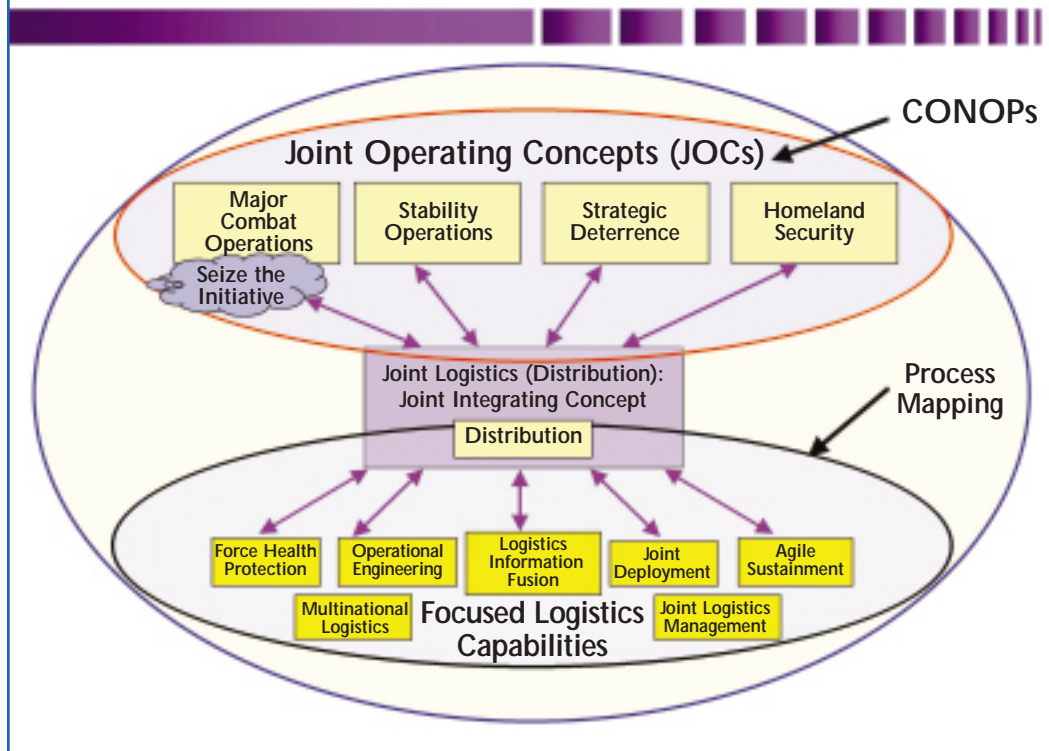 CONOPs
Joint Operating Concepts (JOCs)
Major
Combat
Operations
Stability
Operations
Strategic
Deterrence
Homeland
Security
Seize the
Initiative
Joint Logistics (Distribution):
Joint Integrating Concept
Distribution
Process
Mapping
Force Health
Protection
Operational
Engineering
Logistics
Information
Fusion
Joint
Deployment
Agile
Sustainment
Multinational
Logistics
Focused Logistics
Capabilities
Joint Logistics
Management